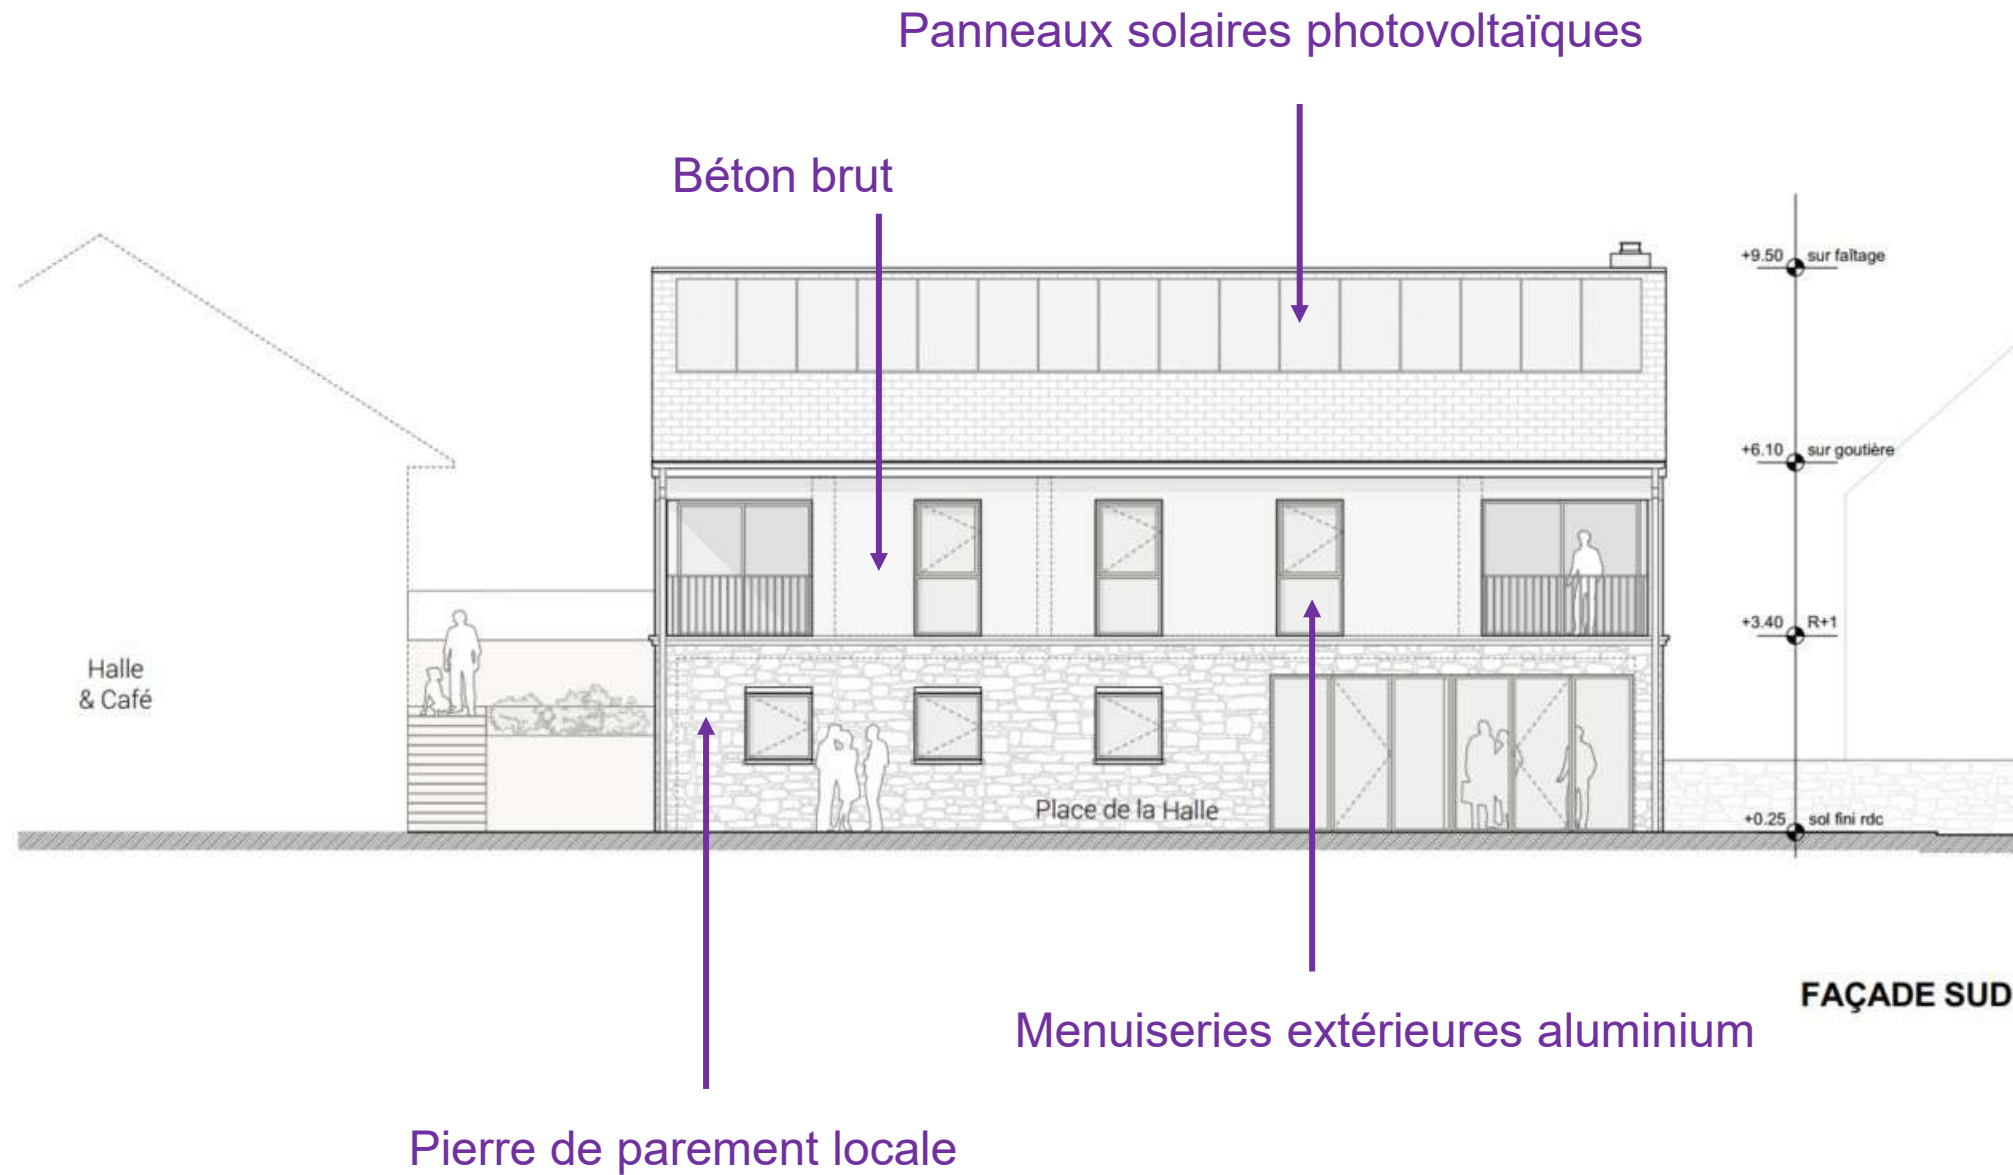 Panneaux solaires photovoltaïques
Béton brut
+9.50 sur faîtage
+6.10 sur goutière
+3.40 R+1
Halle
& Café
Place de la Halle
+0.25 sol fini rdc
FAÇADE SUD
Menuiseries extérieures aluminium
Pierre de parement locale